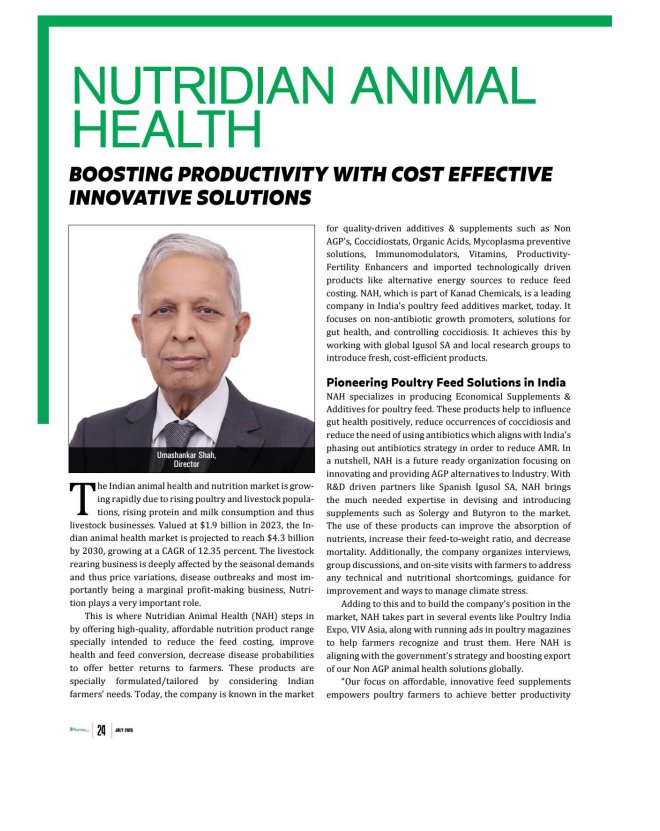 NUTRIDIAN ANIMAL
HEALTH
BOOSTING PRODUCTIVITY WITH COST EFFECTIVE
INNOVATIVE SOLUTIONS
Umashankar Shah,
Director
The Indian animal health and nutrition market is grow-
ing rapidly due to rising poultry and livestock popula-
tions, rising protein and milk consumption and thus
livestock businesses. Valued at $1.9 billion in 2023, the In-
dian animal health market is projected to reach $4.3 billion
by 2030, growing at a CAGR of 12.35 percent. The livestock
rearing business is deeply affected by the seasonal demands
and thus price variations, disease outbreaks and most im-
portantly being a marginal profit-making business, Nutri-
tion plays a very important role.
This is where Nutridian Animal Health (NAH) steps in
by offering high-quality, affordable nutrition product range
specially intended to reduce the feed costing, improve
health and feed conversion, decrease disease probabilities
to offer better returns to farmers. These products are
specially formulated/tailored by considering Indian
farmers' needs. Today, the company is known in the market
for quality-driven additives & supplements such as Non
AGP's, Coccidiostats, Organic Acids, Mycoplasma preventive
solutions, Immunomodulators, Vitamins, Productivity-
Fertility Enhancers and imported technologically driven
products like alternative energy sources to reduce feed
costing. NAH, which is part of Kanad Chemicals, is a leading
company in India's poultry feed additives market, today. It
focuses on non-antibiotic growth promoters, solutions for
gut health, and controlling coccidiosis. It achieves this by
working with global Igusol SA and local research groups to
introduce fresh, cost-efficient products.
Pioneering Poultry Feed Solutions in India
NAH specializes in producing Economical Supplements &
Additives for poultry feed. These products help to influence
gut health positively, reduce occurrences of coccidiosis and
reduce the need of using antibiotics which aligns with India's
phasing out antibiotics strategy in order to reduce AMR. In
a nutshell, NAH is a future ready organization focusing on
innovating and providing AGP alternatives to Industry. With
R&D driven partners like Spanish Igusol SA, NAH brings
the much needed expertise in devising and introducing
supplements such as Solergy and Butyron to the market.
The use of these products can improve the absorption of
nutrients, increase their feed-to-weight ratio, and decrease
mortality. Additionally, the company organizes interviews,
group discussions, and on-site visits with farmers to address
any technical and nutritional shortcomings, guidance for
improvement and ways to manage climate stress.
Adding to this and to build the company's position in the
market, NAH takes part in several events like Poultry India
Expo, VIV Asia, along with running ads in poultry magazines
to help farmers recognize and trust them. Here NAH is
aligning with the government's strategy and boosting export
of our Non AGP animal health solutions globally.
"Our focus on affordable, innovative feed supplements
empowers poultry farmers to achieve better productivity
24
JULY 2025